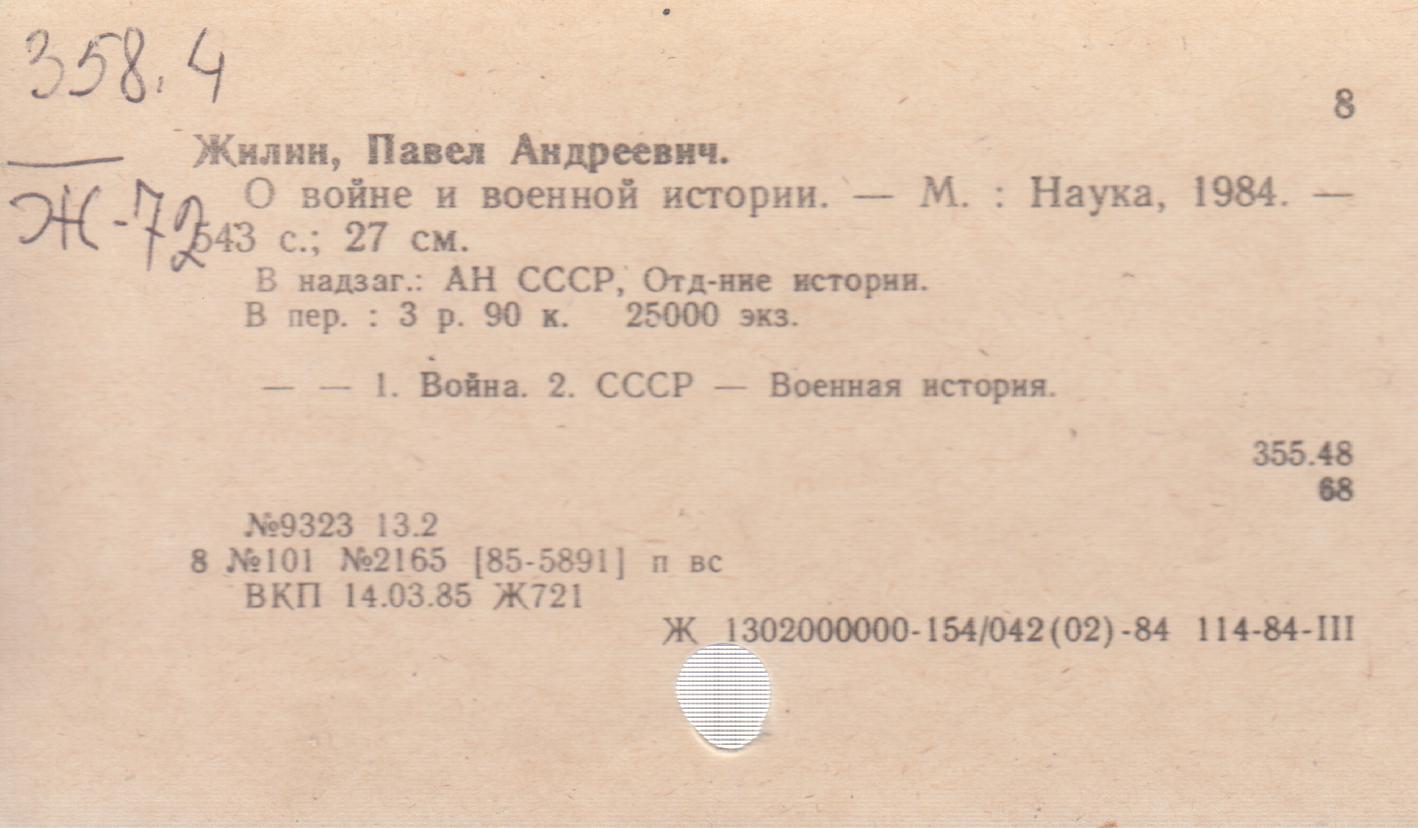 358.4
8
Жилин, Павел Андреевич.
Ж-72
О войне и военной истории. — М. : Наука, 1984. —
543 с.; 27 см.
В надзаг.: АН СССР, Отд-ние истории.
В пер. : 3 р. 90 к. 25000 экз.
— — 1. Война. 2. СССР — Военная история.
355.48
68
№9323 13.2
8 №101 №2165 [85-5891] п вс
ВКП 14.03.85 Ж721
Ж 1302000000-154/042(02)-84 114-84-III